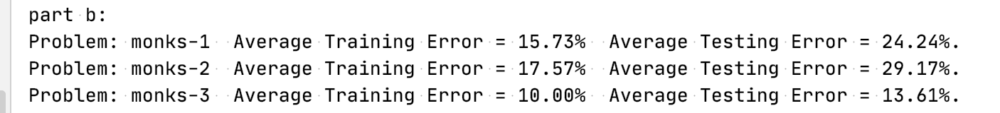 part b:
Problem: monks-1  Average Training Error = 15.73%  Average Testing Error = 24.24%.
Problem: monks-2  Average Training Error = 17.57%  Average Testing Error = 29.17%.
Problem: monks-3  Average Training Error = 10.00%  Average Testing Error = 13.61%.